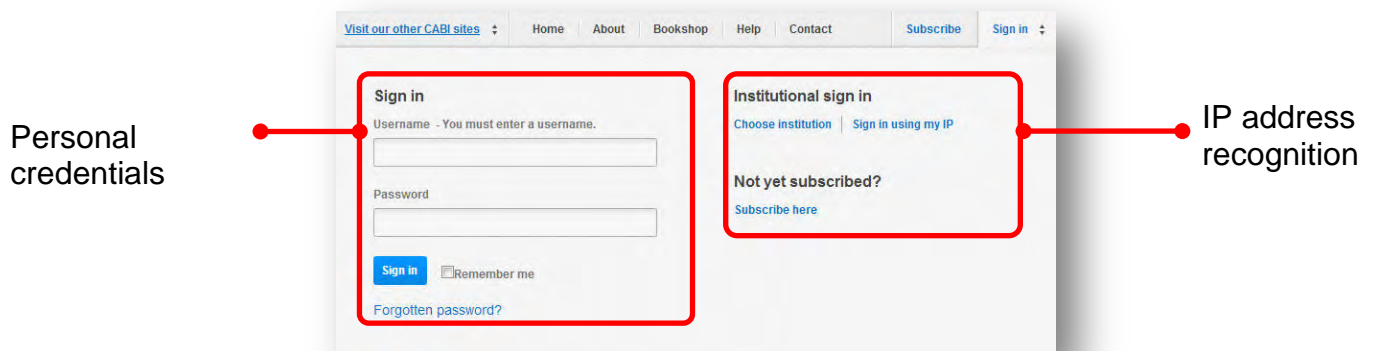 Visit our other CABI sites Home About Bookshop Help Contact Subscribe Sign in
Personal
credentials
Sign in
Username - You must enter a username.
Password
Sign in Remember me
Forgotten password?
Institutional sign in
Choose institution Sign in using my IP
Not yet subscribed?
Subscribe here
IP address
recognition